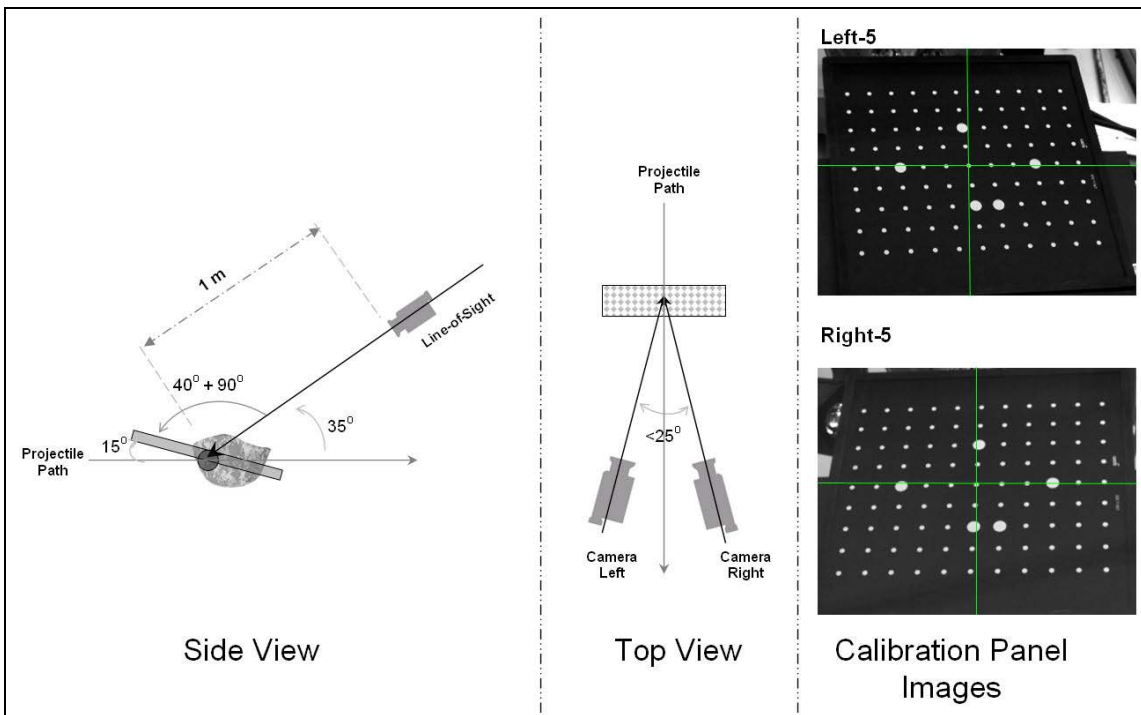 1 m
Line-of-Sight
40° + 90°
35°
15°
Projectile
Path
Side View
Projectile
Path
<25°
Camera
Left
Camera
Right
Top View
Left-5
Right-5
Calibration Panel
Images